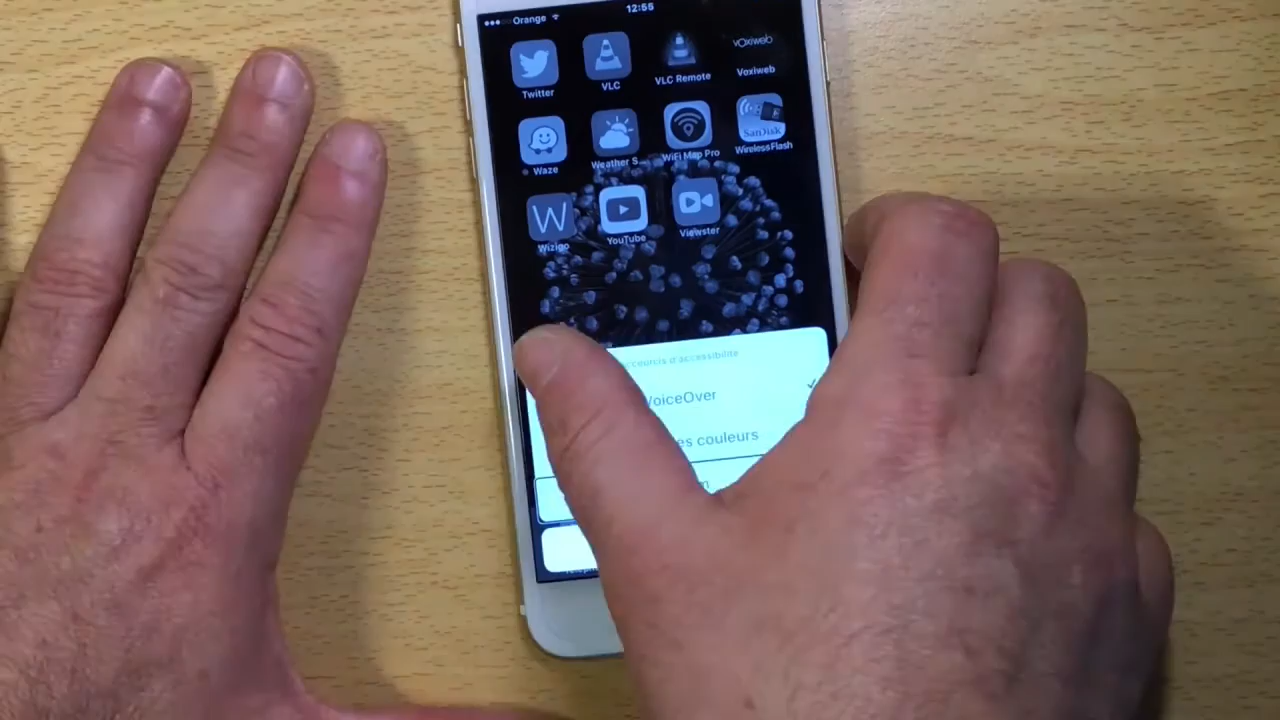 Orange 12:55
Twitter VLC VLC Remote Voxiweb
voxiweb
Waze Weather S... WiFi Map Pro WirelessFlash
SanDisk
W
Wizigo YouTube Viewster
d'accessibilité
VoiceOver
couleurs